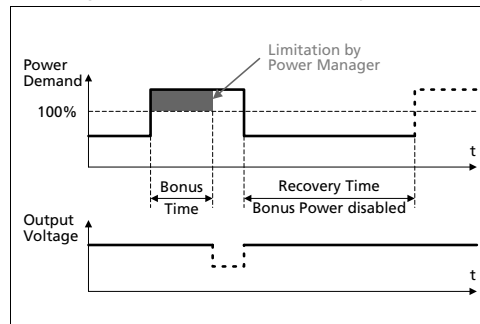 Limitation by
Power Manager
Power
Demand
100%
t
Bonus
Time
Recovery Time
Bonus Power disabled
Output
Voltage
t